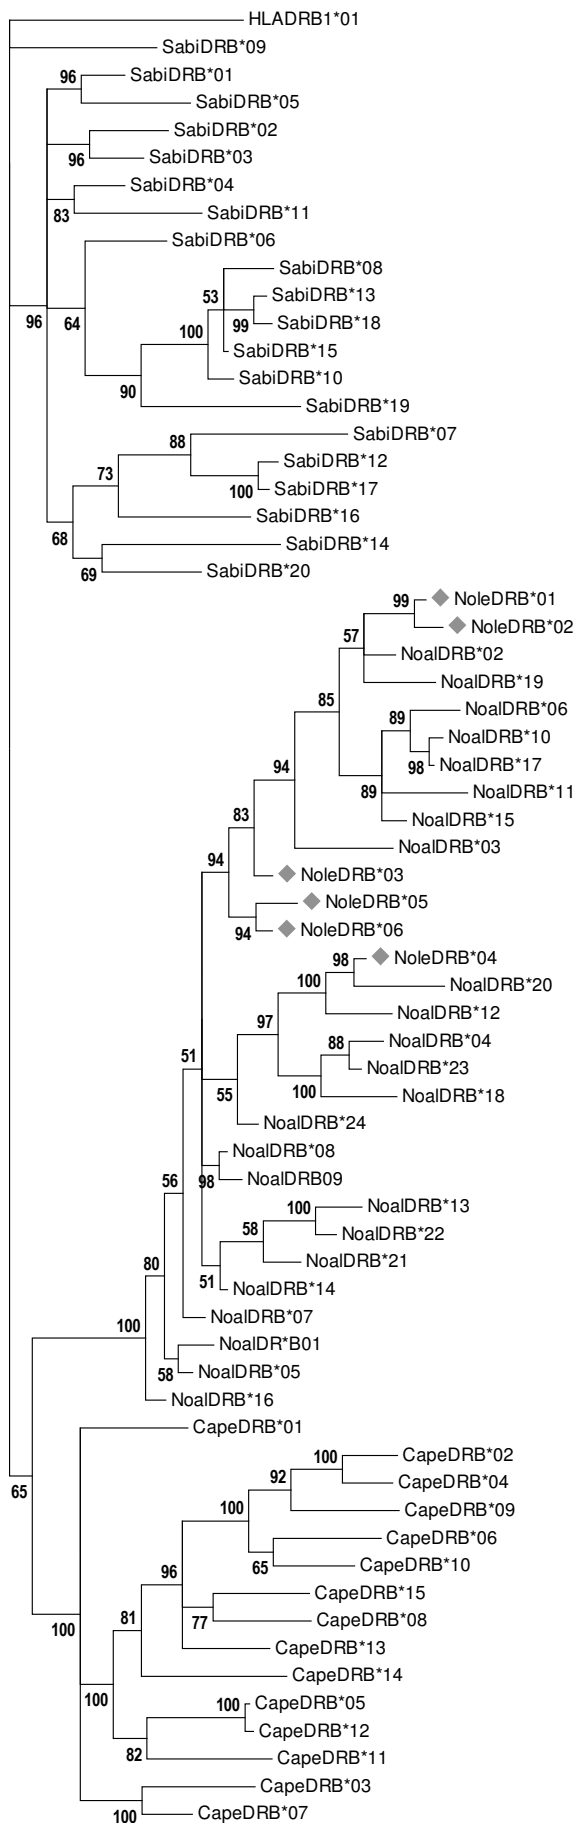 HLADRB1*01
SabiDRB*09
96 SabiDRB*01
SabiDRB*05
SabiDRB*02
96 SabiDRB*03
SabiDRB*04
83 SabiDRB*11
SabiDRB*06
SabiDRB*08
53 SabiDRB*13
96 64 99 SabiDRB*18
100 SabiDRB*15
SabiDRB*10
90 SabiDRB*19
88 SabiDRB*07
SabiDRB*12
73 100 SabiDRB*17
SabiDRB*16
68 SabiDRB*14
69 SabiDRB*20
99 NoleDRB*01
NoleDRB*02
57 NoalDRB*02
NoalDRB*19
85 89 NoalDRB*06
NoalDRB*10
94 98 NoalDRB*17
89 NoalDRB*11
NoalDRB*15
83 NoalDRB*03
94 NoleDRB*03
NoleDRB*05
94 NoleDRB*06
98 NoleDRB*04
100 NoalDRB*20
NoalDRB*12
97 88 NoalDRB*04
51 NoalDRB*23
55 100 NoalDRB*18
NoalDRB*24
NoalDRB*08
56 98 NoalDRB09
100 NoalDRB*13
58 NoalDRB*22
80 NoalDRB*21
51 NoalDRB*14
NoalDRB*07
100 NoalDR*B01
58 NoalDRB*05
NoalDRB*16
CapeDRB*01
100 CapeDRB*02
65 92 CapeDRB*04
100 CapeDRB*09
CapeDRB*06
96 65 CapeDRB*10
CapeDRB*15
81 77 CapeDRB*08
100 CapeDRB*13
CapeDRB*14
100 100 CapeDRB*05
CapeDRB*12
82 CapeDRB*11
CapeDRB*03
100 CapeDRB*07